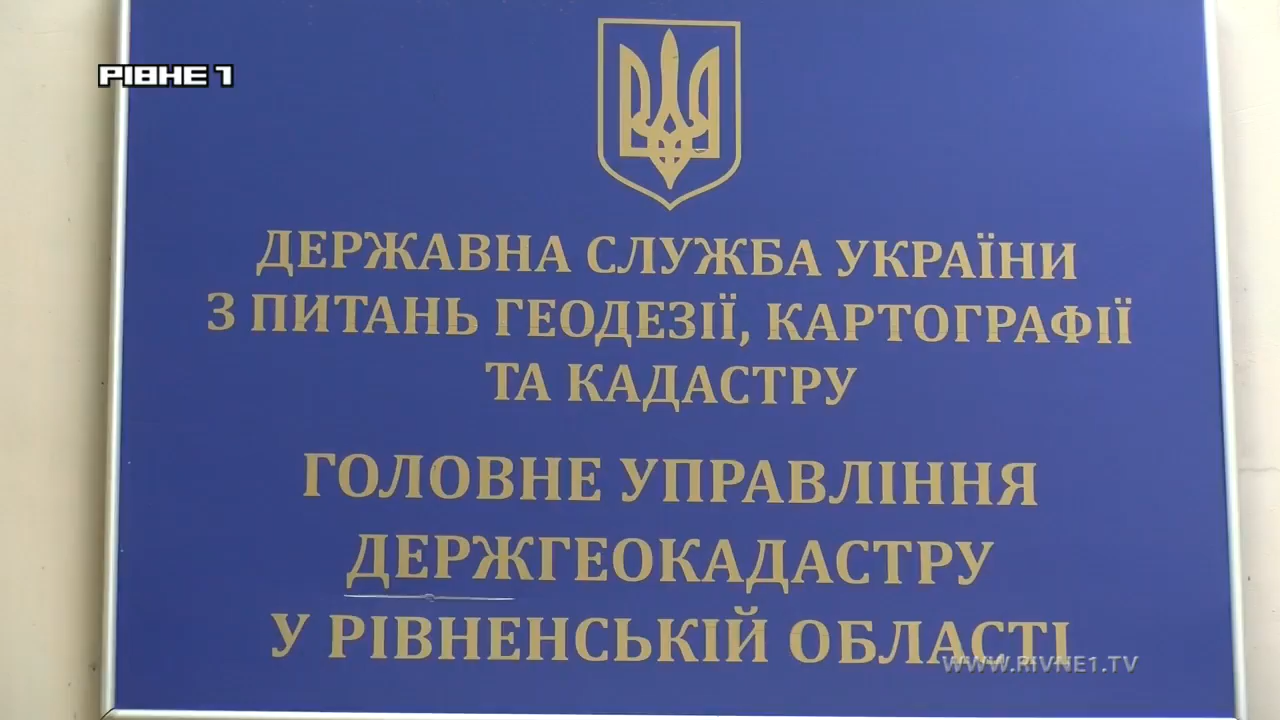 РІВНЕ 1
ДЕРЖАВНА СЛУЖБА УКРАЇНИ
З ПИТАНЬ ГЕОДЕЗІЇ, КАРТОГРАФІЇ
ТА КАДАСТРУ
ГОЛОВНЕ УПРАВЛІННЯ
ДЕРЖГЕОКАДАСТРУ
У РІВНЕНСЬКІЙ ОБЛАСТІ
WWW.RIVNE1.TV